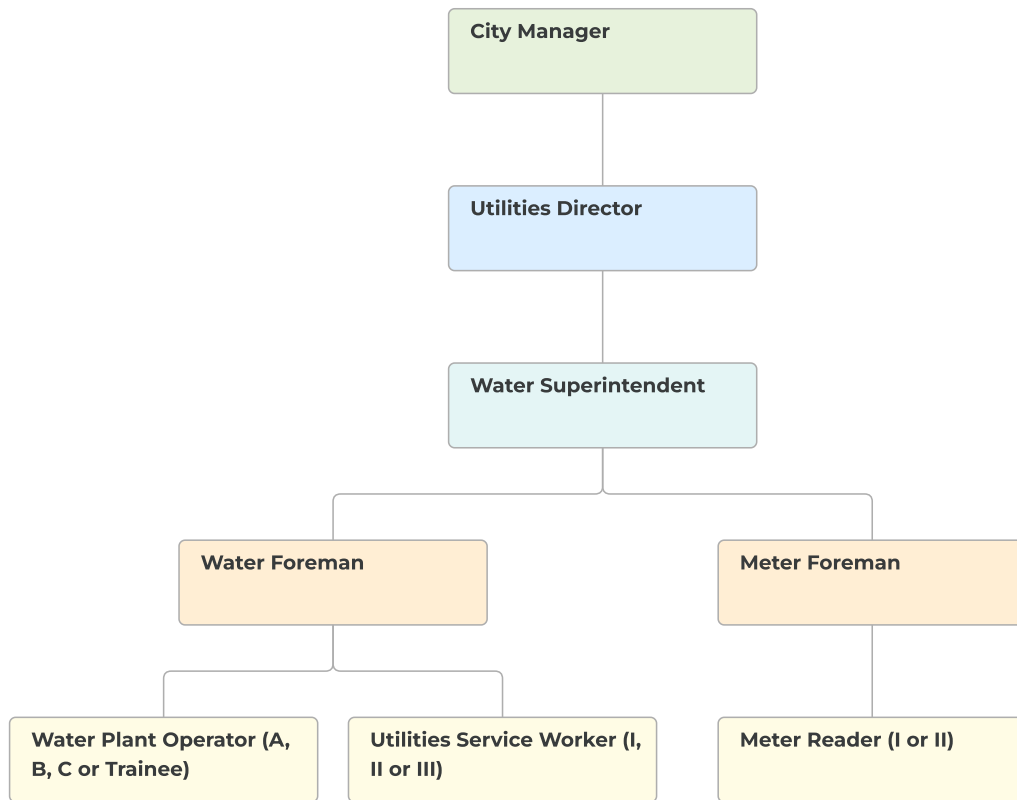 City Manager
Utilities Director
Water Superintendent
Water Foreman
Meter Foreman
Water Plant Operator (A,
B, C or Trainee)
Utilities Service Worker (I,
II or III)
Meter Reader (I or II)